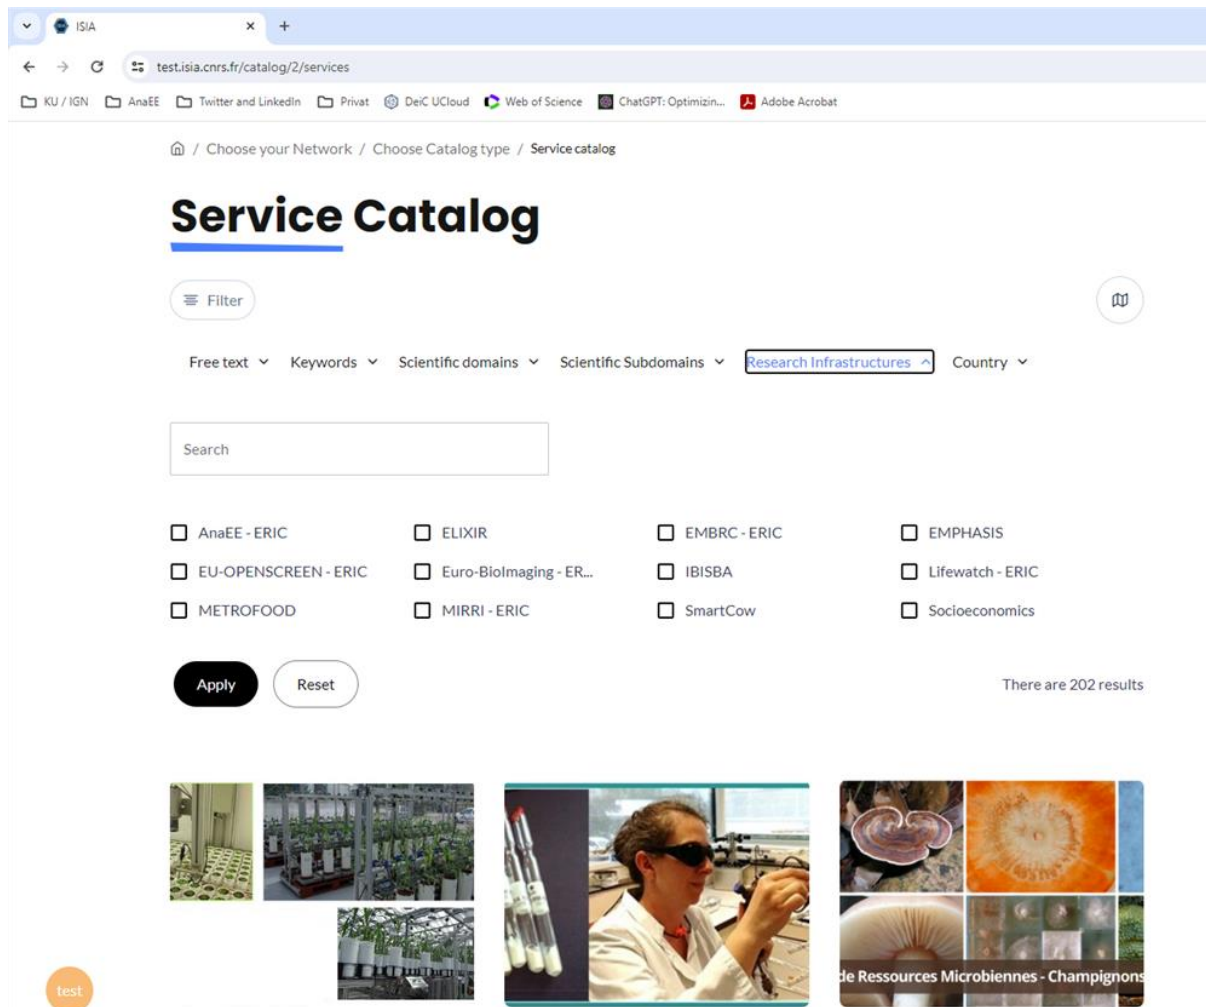 ISIA
test.isia.cnrs.fr/catalog/2/services
KU / IGN AnaEE Twitter and LinkedIn Privat DeiC UCloud Web of Science ChatGPT: Optimizin... Adobe Acrobat
/ Choose your Network / Choose Catalog type / Service catalog
Service Catalog
Filter
Free text Keywords Scientific domains Scientific Subdomains Research Infrastructures Country
Search
AnaEE - ERIC ELIXIR EMBRC - ERIC EMPHASIS
EU-OPENSCREEN - ERIC Euro-BioImaging - ER... IBISBA Lifewatch - ERIC
METROFOOD MIRRI - ERIC SmartCow Socioeconomics
Apply Reset There are 202 results
de Ressources Microbiennes - Champignons
test